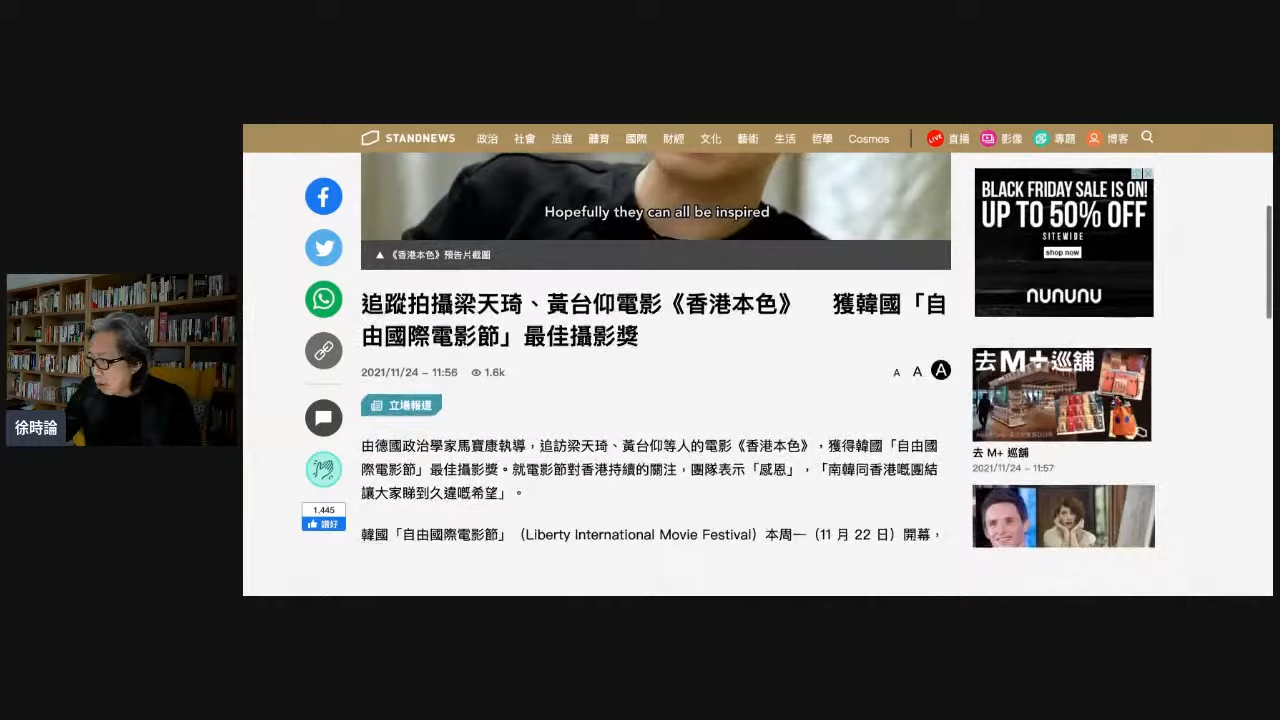 STANDNEWS 政治 社會 法庭 體育 國際 財經 文化 藝術 生活 哲學 Cosmos LIVE 直播 影像 專題 博客
Hopefully they can all be inspired
▲《香港本色》預告片截圖
追蹤拍攝梁天琦、黃台仰電影《香港本色》 獲韓國「自
由國際電影節」最佳攝影獎
2021/11/24 – 11:56 1.6k
A A A
立場報道
由德國政治學家馬寶康執導，追訪梁天琦、黃台仰等人的電影《香港本色》，獲得韓國「自由國
際電影節」最佳攝影獎。就電影節對香港持續的關注，團隊表示「感恩」，「南韓同香港嘅團結
讓大家睇到久違嘅希望」。
韓國「自由國際電影節」（Liberty International Movie Festival）本周一（11 月 22 日）開幕，
1,445
讚好
BLACK FRIDAY SALE IS ON!
UP TO 50% OFF
SITEWIDE
shop now
nununu
去M+巡舖
去 M+ 巡舖
2021/11/24 – 11:57
徐時論